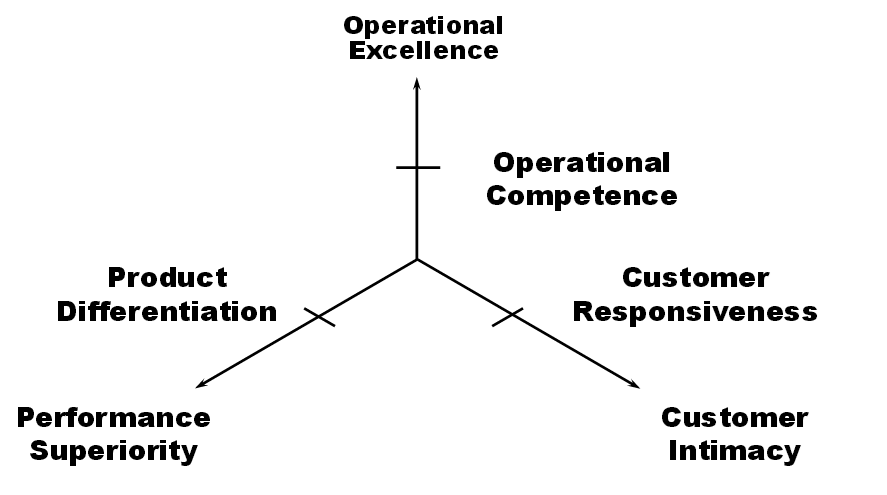 Operational
Excellence
Operational
Competence
Product
Differentiation
Customer
Responsiveness
Performance
Superiority
Customer
Intimacy